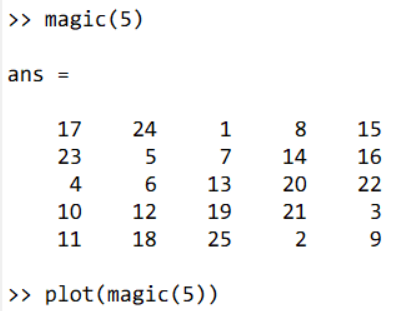 >> magic(5)
ans =
17 24 1 8 15
23 5 7 14 16
4 6 13 20 22
10 12 19 21 3
11 18 25 2 9
>> plot(magic(5))